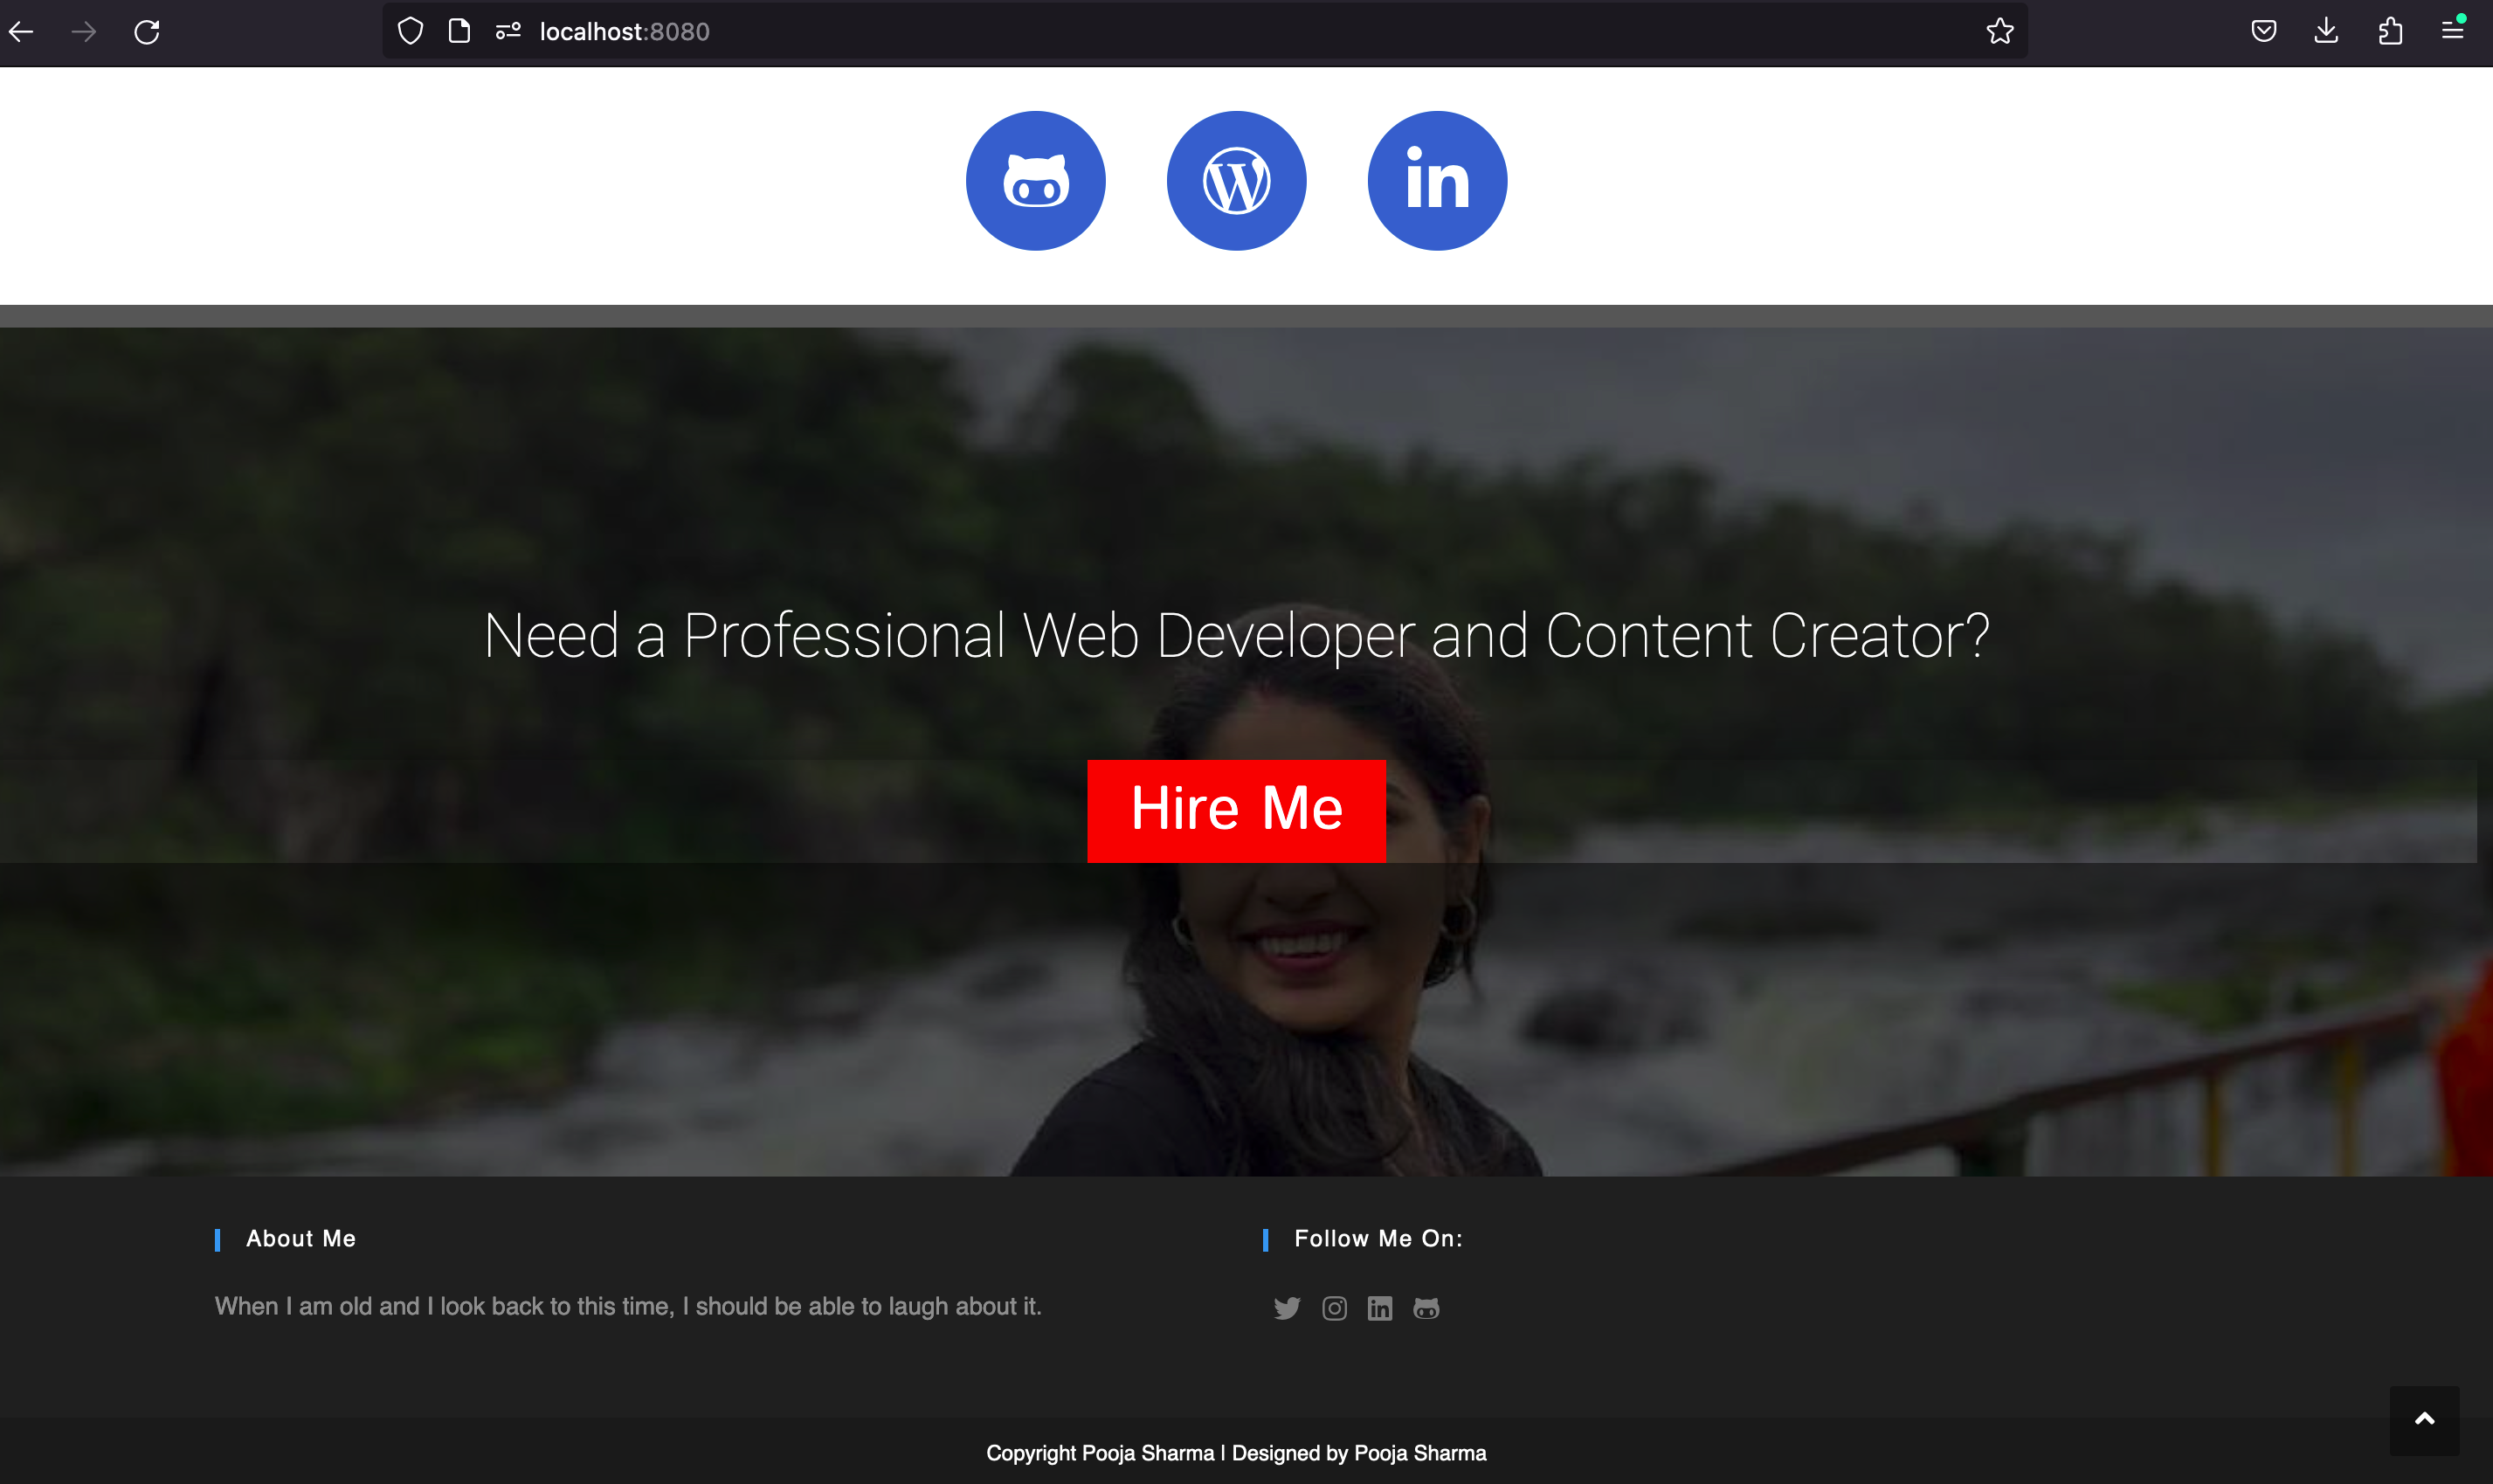 localhost:8080
in
Need a Professional Web Developer and Content Creator?
Hire Me
About Me
Follow Me On:
When I am old and I look back to this time, I should be able to laugh about it.
in
Copyright Pooja Sharma | Designed by Pooja Sharma